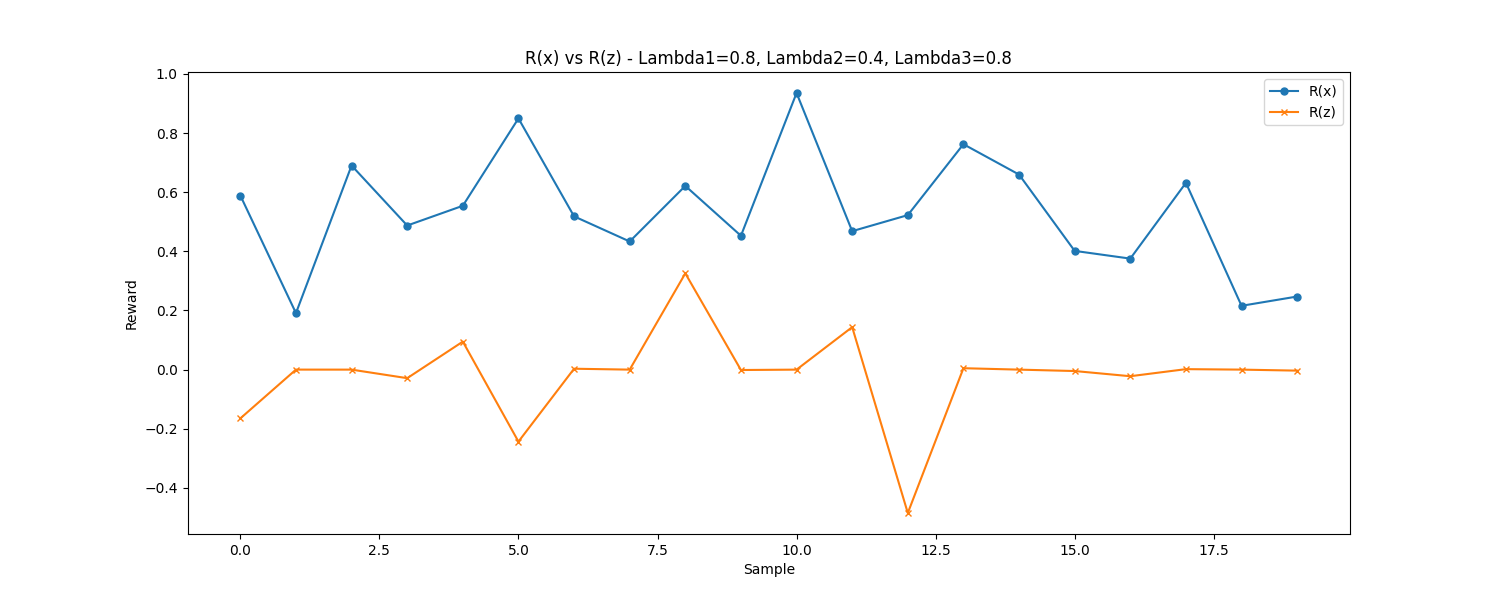 R(x) vs R(z) - Lambda1=0.8, Lambda2=0.4, Lambda3=0.8
R(x)
R(z)
Reward
1.0
0.8
0.6
0.4
0.2
0.0
−0.2
−0.4
0.0 2.5 5.0 7.5 10.0 12.5 15.0 17.5
Sample